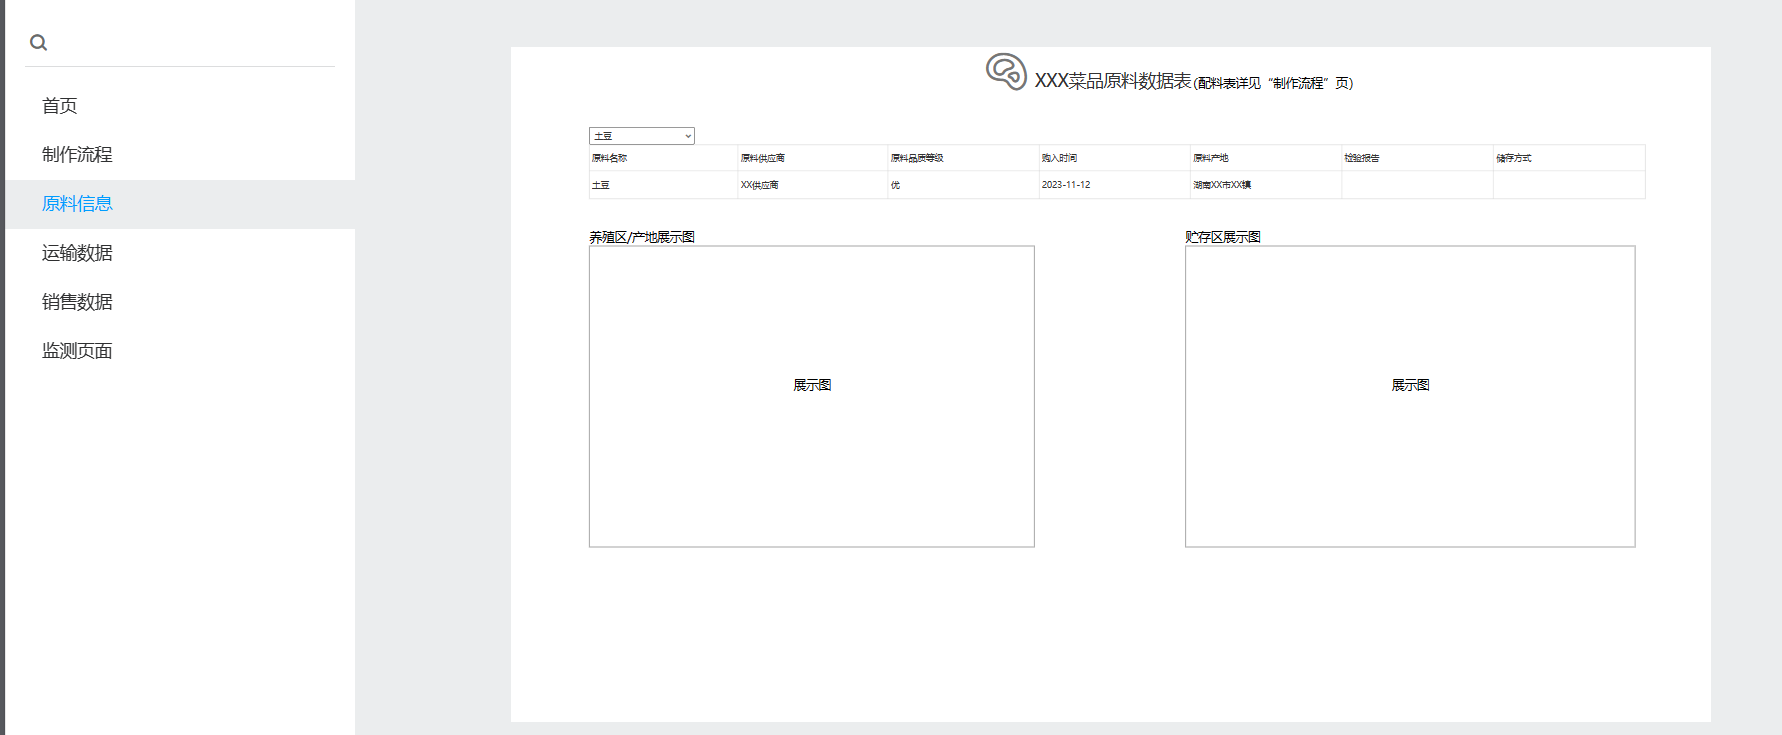 首页
制作流程
原料信息
运输数据
销售数据
监测页面
XXX菜品原料数据表(配料表详见“制作流程”页)
土豆
原料名称 原料供应商 原料品质等级 购入时间 原料产地 检验报告 储存方式
土豆 XX供应商 优 2023-11-12 湖南XX市XX镇
养殖区/产地展示图 贮存区展示图
展示图 展示图